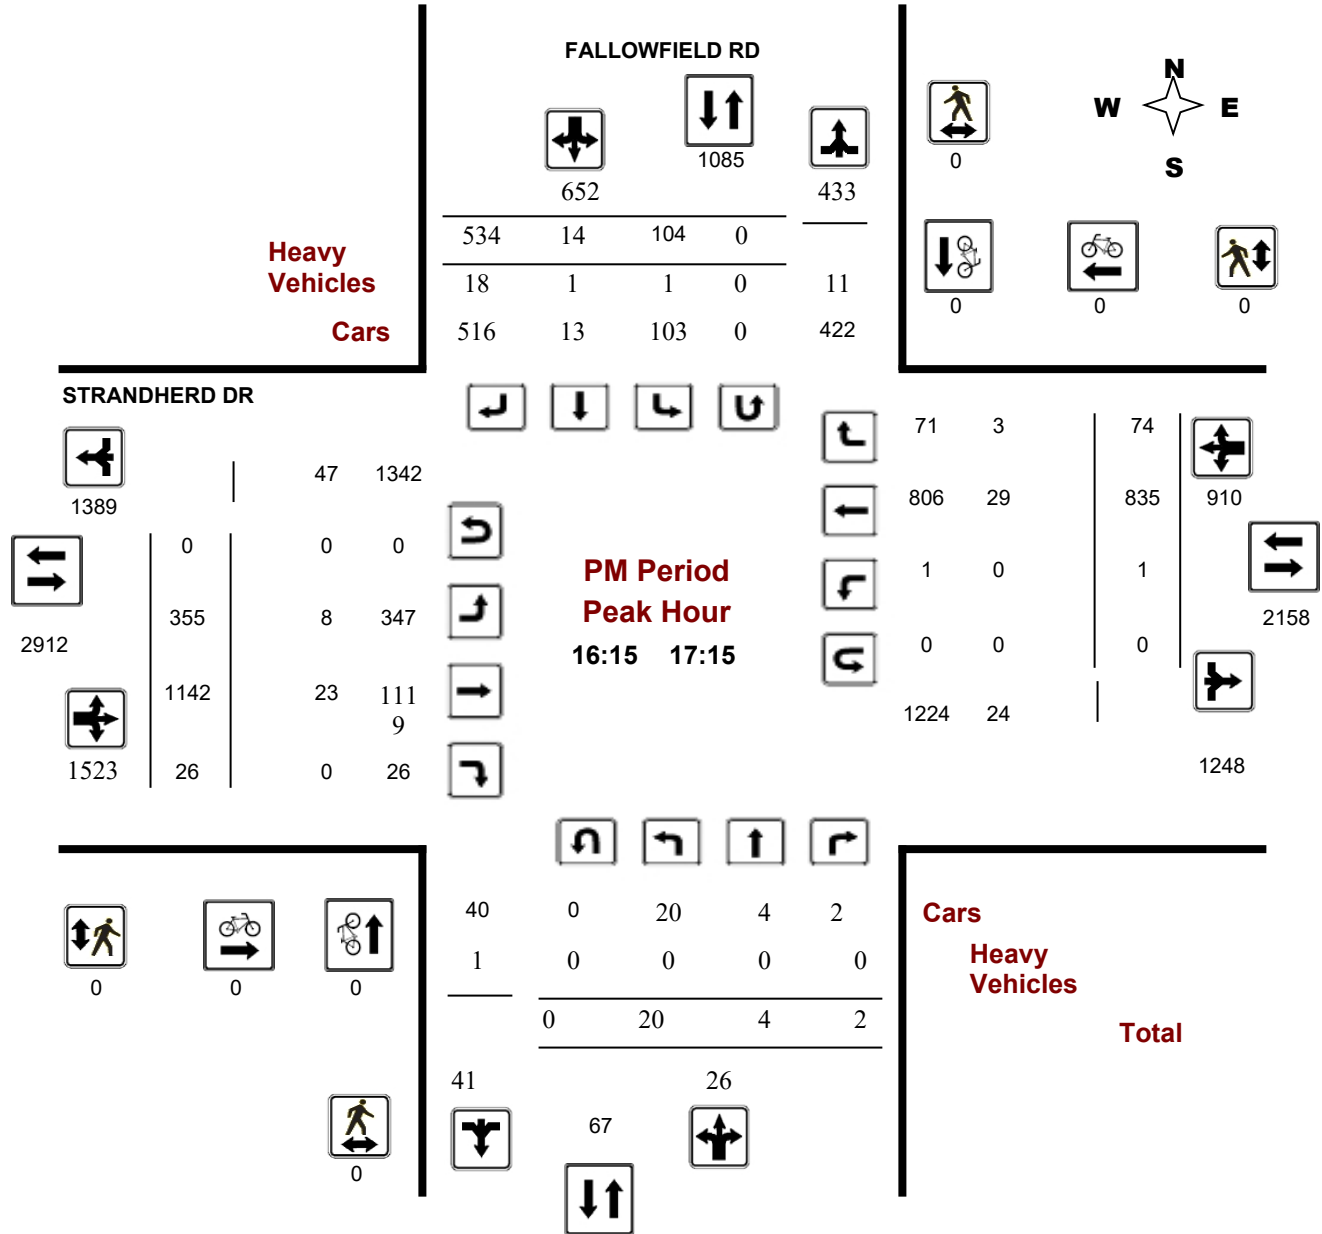 FALLOWFIELD RD
N
W E
S
1085
0
652 433
534 14 104 0
Heavy
Vehicles
18 1 1 0 11
0 0 0
Cars 516 13 103 0 422
STRANDHERD DR
71 3 74
47 1342
1389
806 29 835 910
0 0 0
PM Period
1 0 1
355 8 347
Peak Hour
2158
2912
16:15 17:15
0 0 0
1142 23 111
9
1224 24
1523 26 0 26
1248
40 0 20 4 2
Cars
1 0 0 0 0
Heavy
Vehicles
0 0 0
0 20 4 2
Total
41 26
67
0